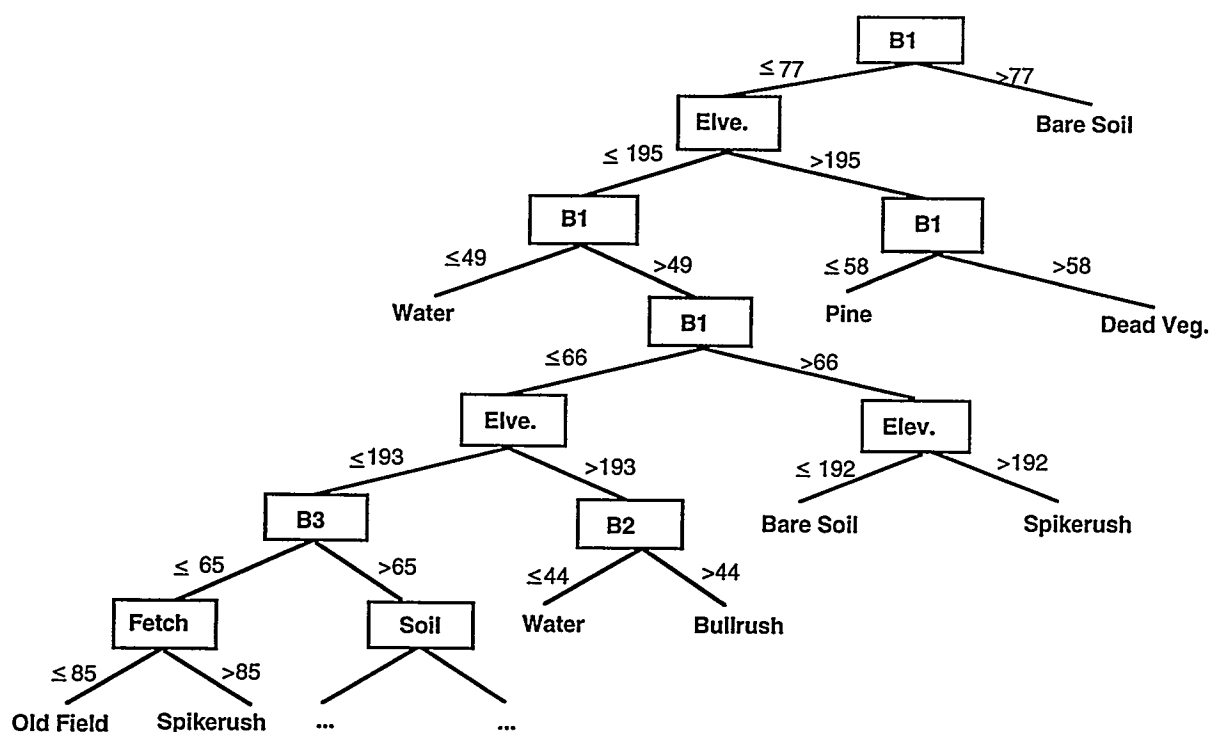 B1
≤77 >77
Elve. Bare Soil
≤ 195 >195
B1 B1
≤49 >49 ≤58 >58
Water B1 Pine Dead Veg.
≤66 >66
Elve. Elev.
≤193 >193 ≤ 192 >192
B3 B2 Bare Soil Spikerush
≤ 65 >65 ≤44 >44
Fetch Soil Water Bullrush
≤85 >85
Old Field Spikerush ... ...